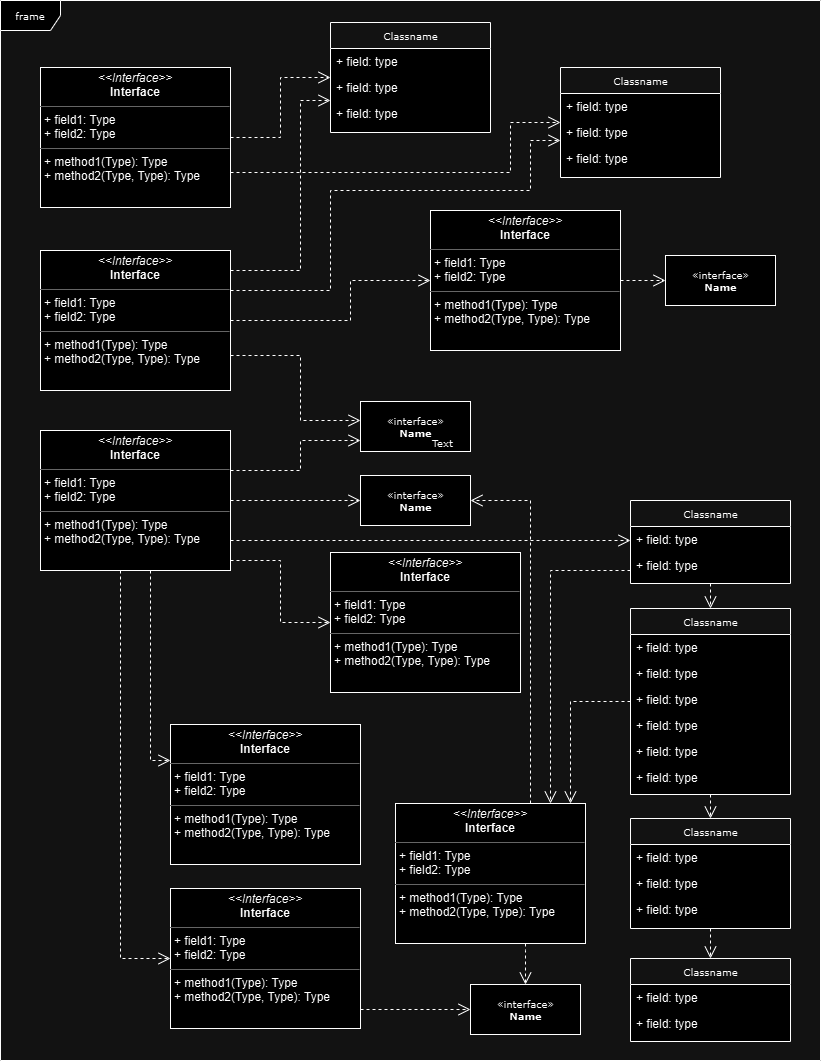 frame
Classname
+ field: type
+ field: type
+ field: type
<<Interface>>
Interface
+ field1: Type
+ field2: Type
+ method1(Type): Type
+ method2(Type, Type): Type
Classname
+ field: type
+ field: type
+ field: type
<<Interface>>
Interface
+ field1: Type
+ field2: Type
+ method1(Type): Type
+ method2(Type, Type): Type
<<Interface>>
Interface
+ field1: Type
+ field2: Type
+ method1(Type): Type
+ method2(Type, Type): Type
«interface»
Name
«interface»
Name
Text
<<Interface>>
Interface
+ field1: Type
+ field2: Type
+ method1(Type): Type
+ method2(Type, Type): Type
«interface»
Name
Classname
+ field: type
+ field: type
<<Interface>>
Interface
+ field1: Type
+ field2: Type
+ method1(Type): Type
+ method2(Type, Type): Type
Classname
+ field: type
+ field: type
+ field: type
+ field: type
+ field: type
+ field: type
<<Interface>>
Interface
+ field1: Type
+ field2: Type
+ method1(Type): Type
+ method2(Type, Type): Type
<<Interface>>
Interface
+ field1: Type
+ field2: Type
+ method1(Type): Type
+ method2(Type, Type): Type
Classname
+ field: type
+ field: type
+ field: type
<<Interface>>
Interface
+ field1: Type
+ field2: Type
+ method1(Type): Type
+ method2(Type, Type): Type
«interface»
Name
Classname
+ field: type
+ field: type